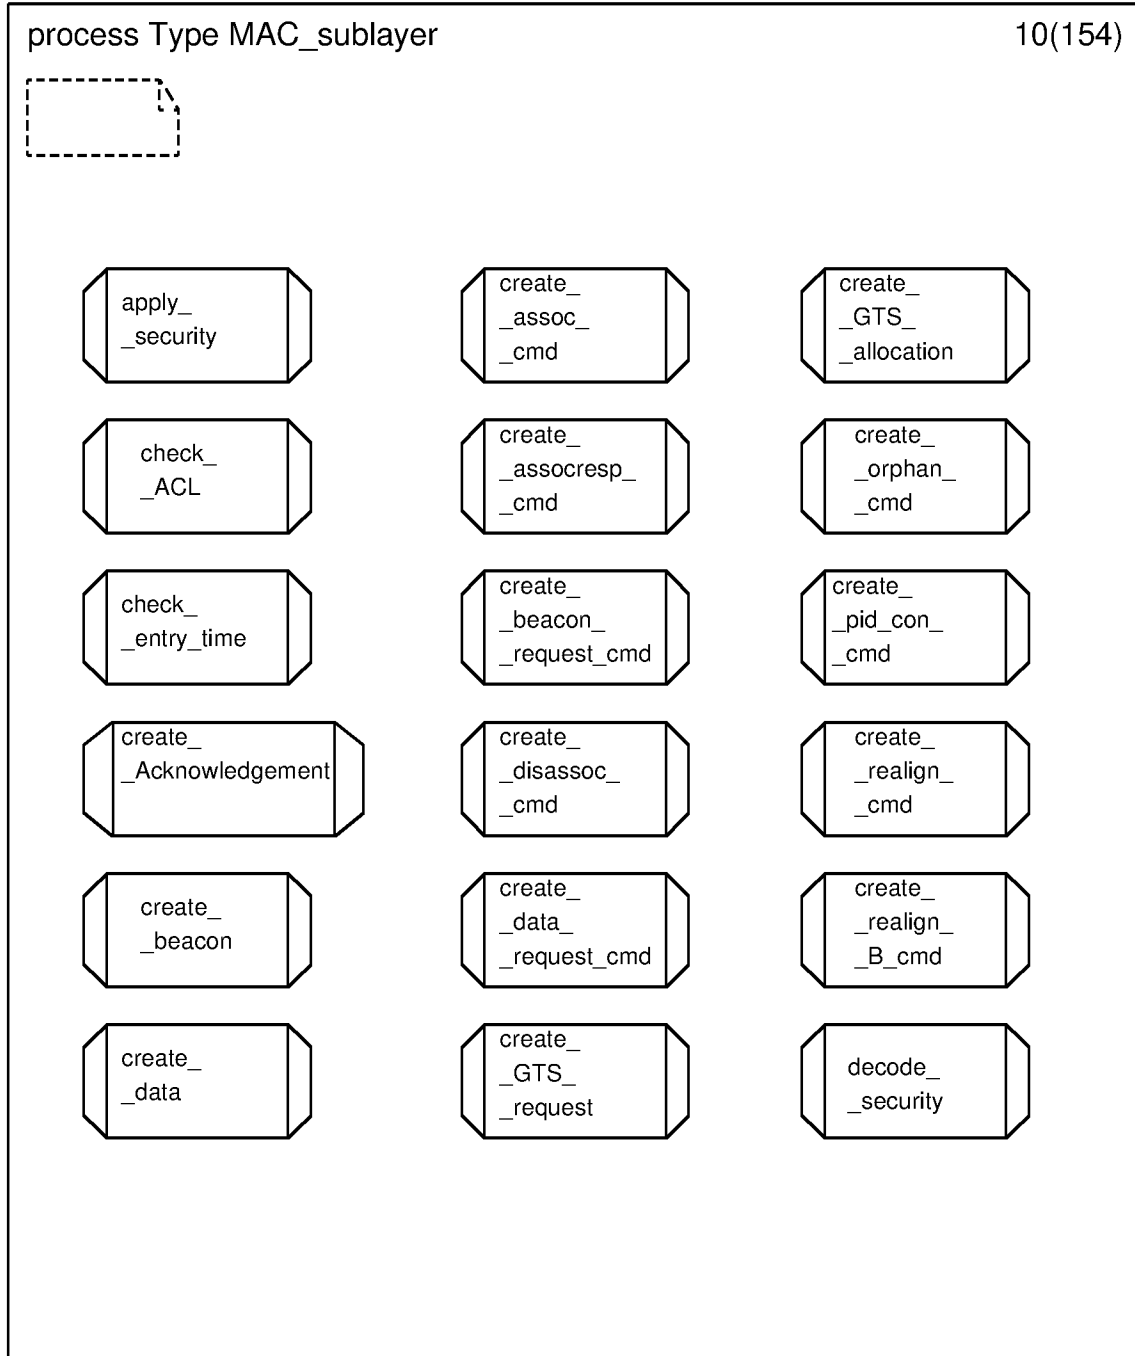 process Type MAC_sublayer
10(154)
apply_
_security
create_
_assoc_
_cmd
create_
_GTS_
_allocation
check_
_ACL
create_
_assocresp_
_cmd
create_
_orphan_
_cmd
check_
_entry_time
create_
_beacon_
_request_cmd
create_
_pid_con_
_cmd
create_
_Acknowledgement
create_
_disassoc_
_cmd
create_
_realign_
_cmd
create_
_beacon
create_
_data_
_request_cmd
create_
_realign_
_B_cmd
create_
_data
create_
_GTS_
_request
decode_
_security